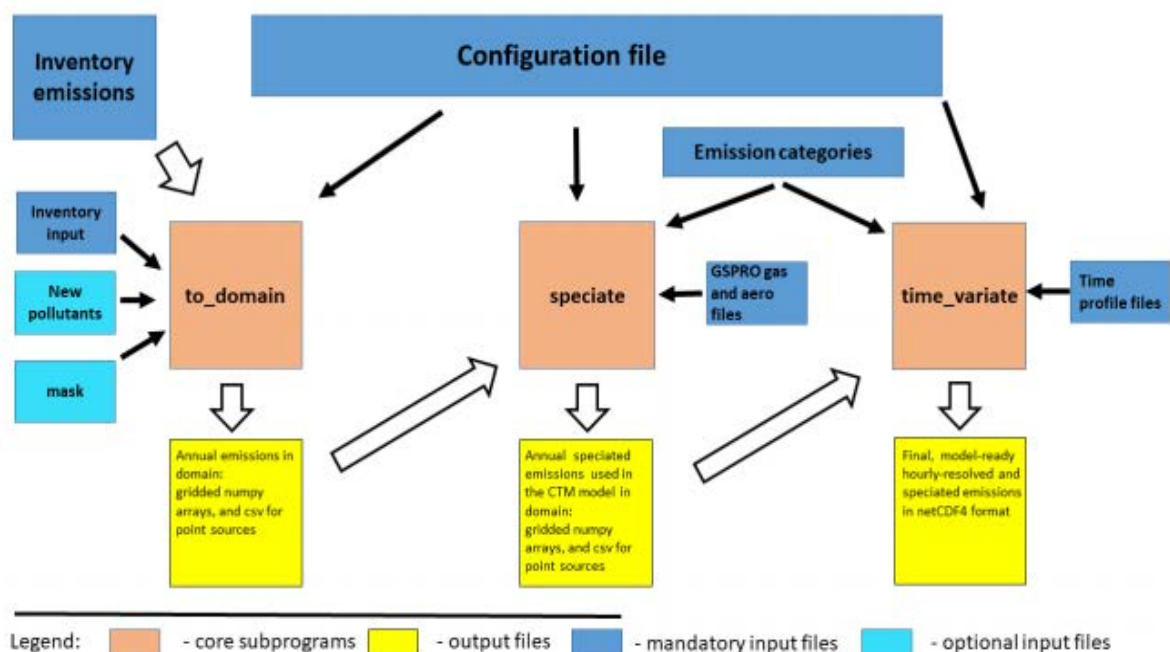 Inventory
emissions
Configuration file
Emission categories
Inventory
input
New
pollutants
mask
to_domain
speciate
GSPRO gas
and aero
files
time_variate
Time
profile files
Annual emissions in
domain:
gridded numpy
arrays, and csv for
point sources
Annual speciated
emissions used in
the CTM model in
domain:
gridded numpy
arrays, and csv for
point sources
Final, model-ready
hourly-resolved and
speciated emissions
in netCDF4 format
Legend: - core subprograms - output files - mandatory input files - optional input files